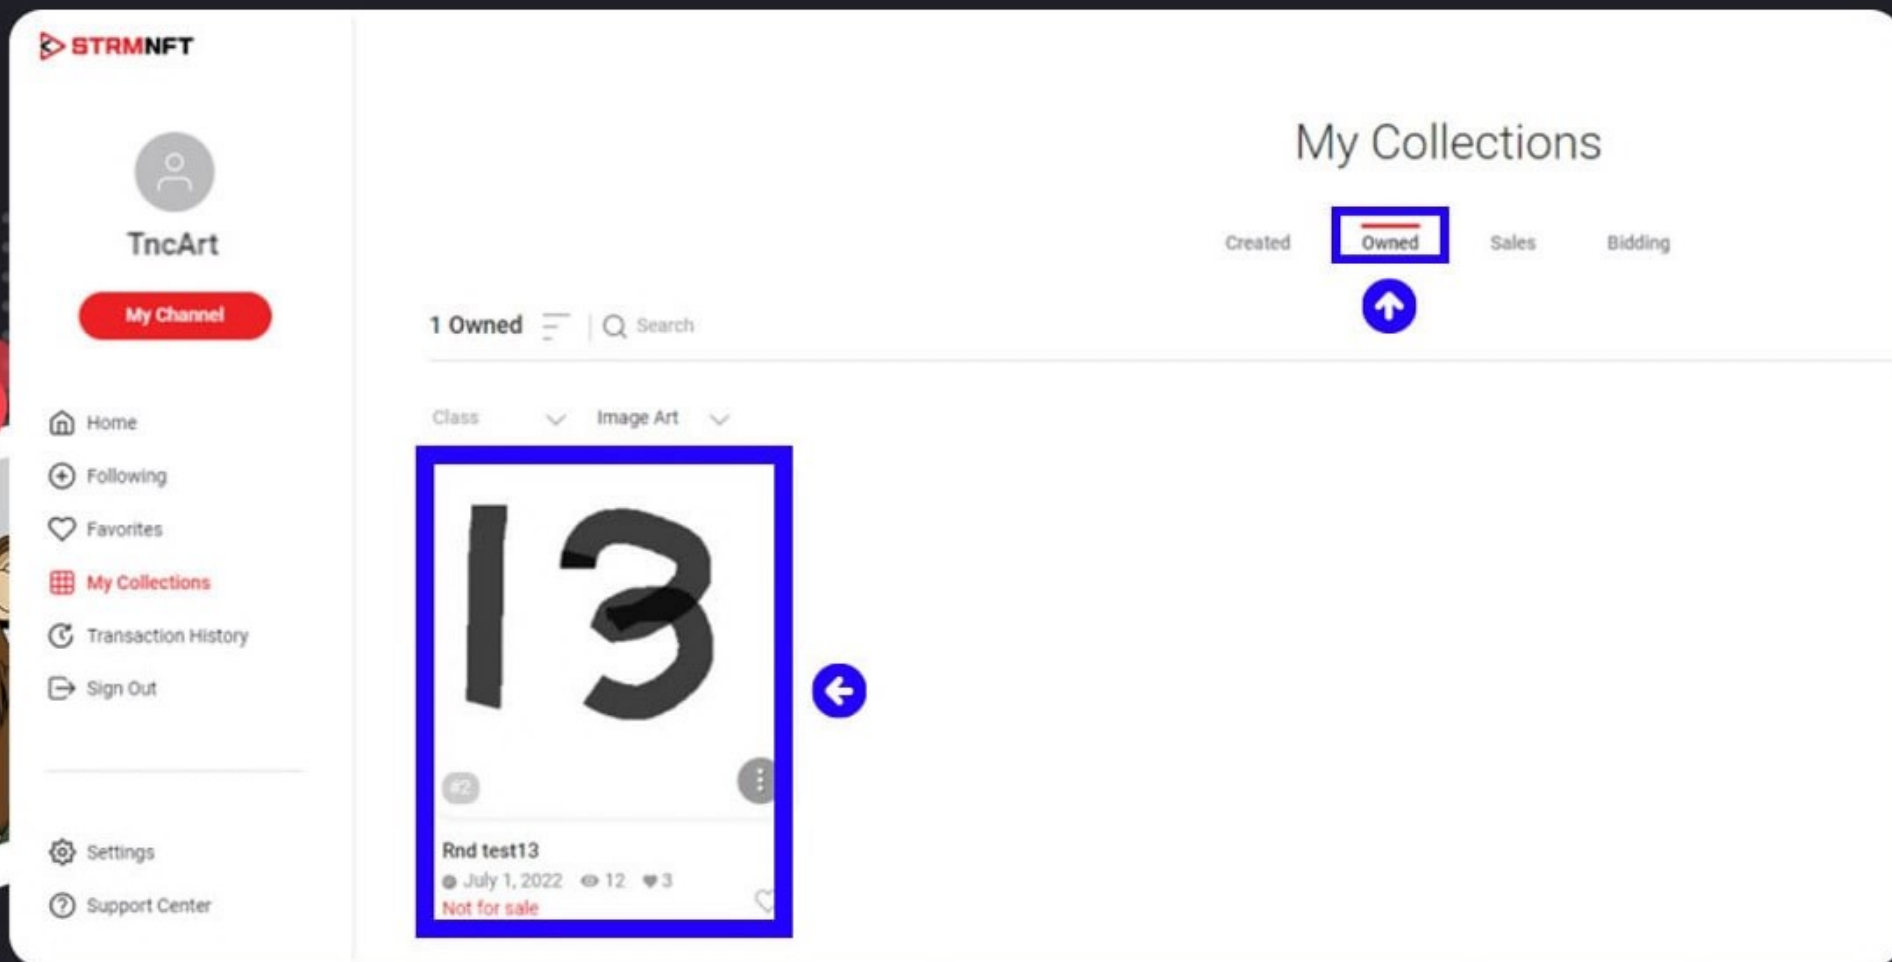 STRMNFT
TncArt
My Channel
Home
Following
Favorites
My Collections
Transaction History
Sign Out
Settings
Support Center
My Collections
Created Owned Sales Bidding
1 Owned Search
Class Image Art
13
#2
Rnd test13
July 1, 2022 12 3
Not for sale